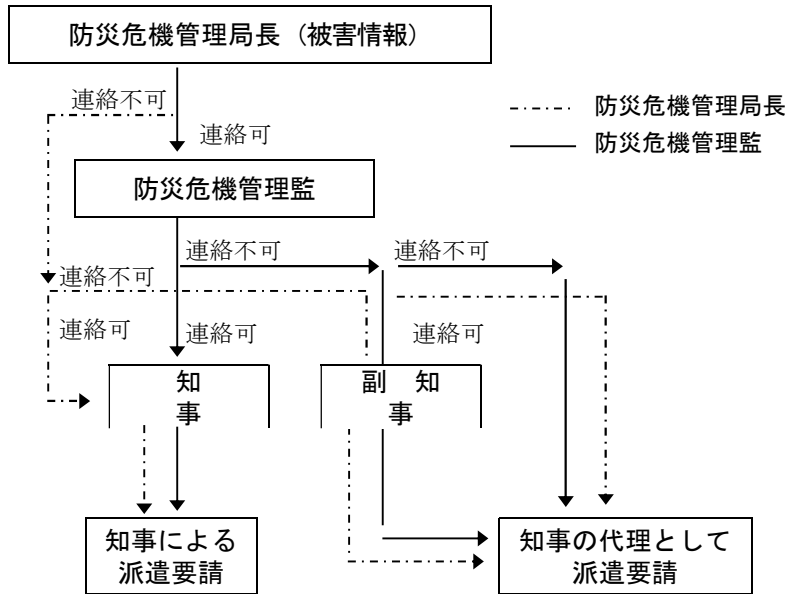 防災危機管理局長（被害情報）
連絡不可
連絡可
防災危機管理局長
防災危機管理監
防災危機管理監
連絡不可
連絡不可
連絡不可
連絡可
連絡可
連絡可
知
事
副 知
事
知事による
派遣要請
知事の代理として
派遣要請